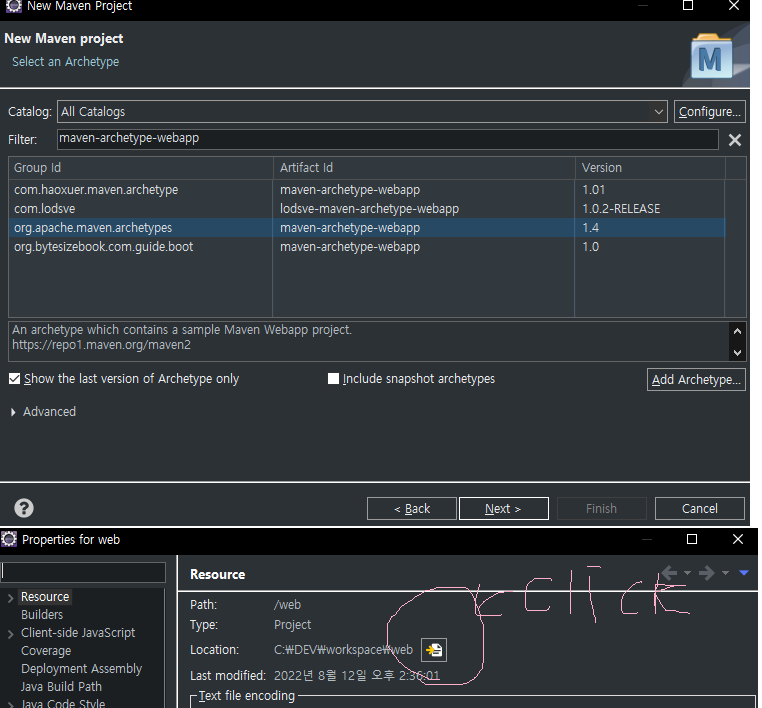 New Maven Project
New Maven project
Select an Archetype
Catalog: All Catalogs Configure...
Filter: maven-archetype-webapp
Group Id Artifact Id Version
com.haoxuer.maven.archetype maven-archetype-webapp 1.01
com.lodsve lodsve-maven-archetype-webapp 1.0.2-RELEASE
org.apache.maven.archetypes maven-archetype-webapp 1.4
org.bytesizebook.com.guide.boot maven-archetype-webapp 1.0
An archetype which contains a sample Maven Webapp project.
https://repo1.maven.org/maven2
Show the last version of Archetype only Include snapshot archetypes Add Archetype...
Advanced
< Back Next > Finish Cancel
Properties for web
Resource
click
Resource
Builders
Client-side JavaScript
Coverage
Deployment Assembly
Java Build Path
Java Code Style
Path: /web
Type: Project
Location: C:₩DEV₩workspace₩web
Last modified: 2022년 8월 12일 오후 2:36:01
Text file encoding